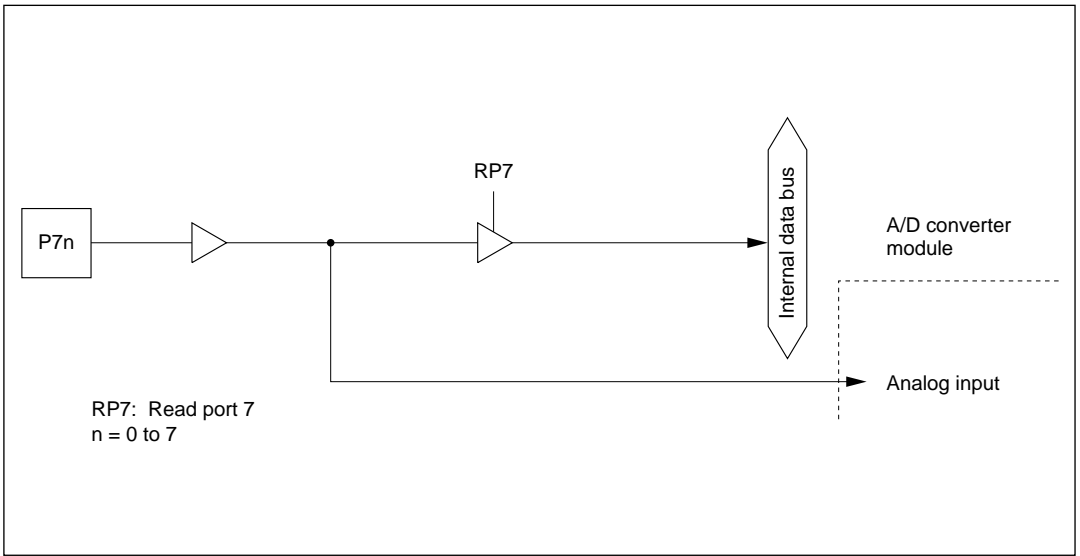 RP7
P7n
Internal data bus
A/D converter
module
Analog input
RP7: Read port 7
n = 0 to 7